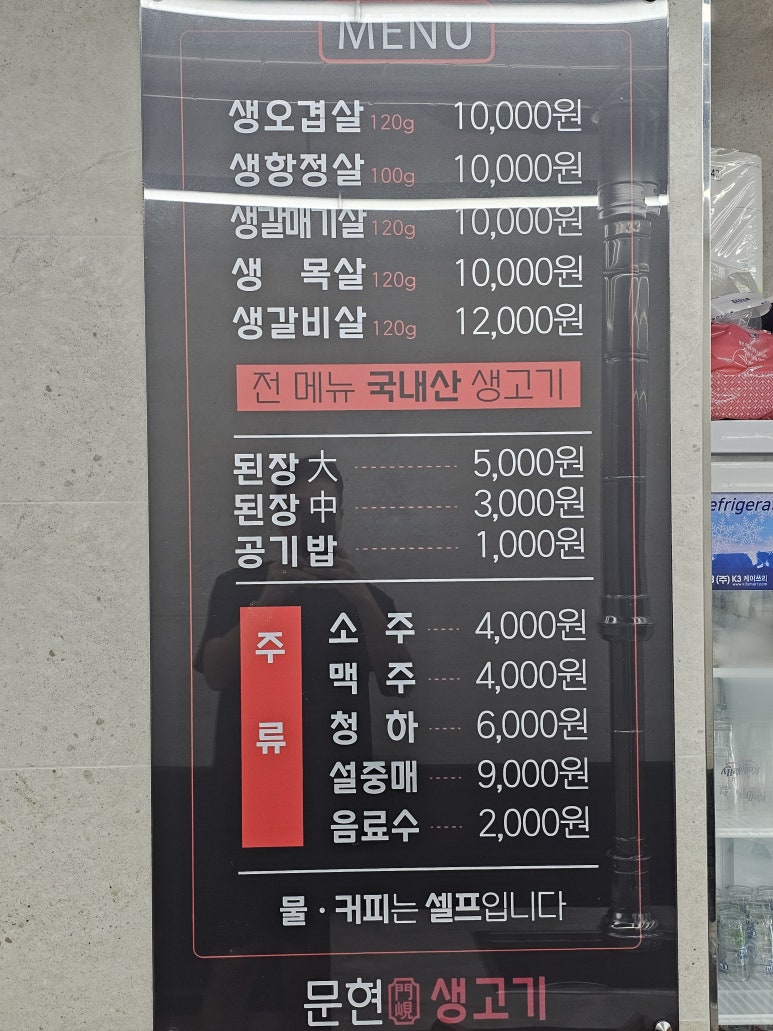 MENU
생오겹살 120g 10,000원
생항정살 100g 10,000원
생갈매기살 120g 10,000원
생 목살 120g 10,000원
생갈비살 120g 12,000원
전 메뉴 국내산 생고기
된장 大 5,000원
된장 中 3,000원
공기밥 1,000원
주류
소주 4,000원
맥주 4,000원
청하 6,000원
설중매 9,000원
음료수 2,000원
물 · 커피는 셀프입니다
문현 門峴 생고기
efrigera
(주) K3 케이쓰리